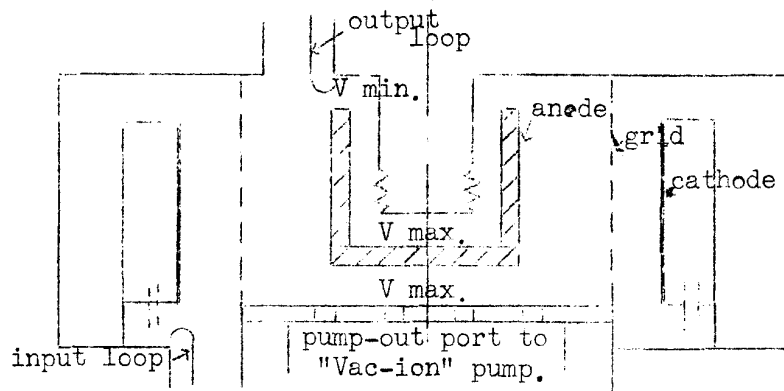 output
loop
V min.
anode
grid
cathode
V max.
V max.
pump-out port to
"Vac-ion" pump.
input loop